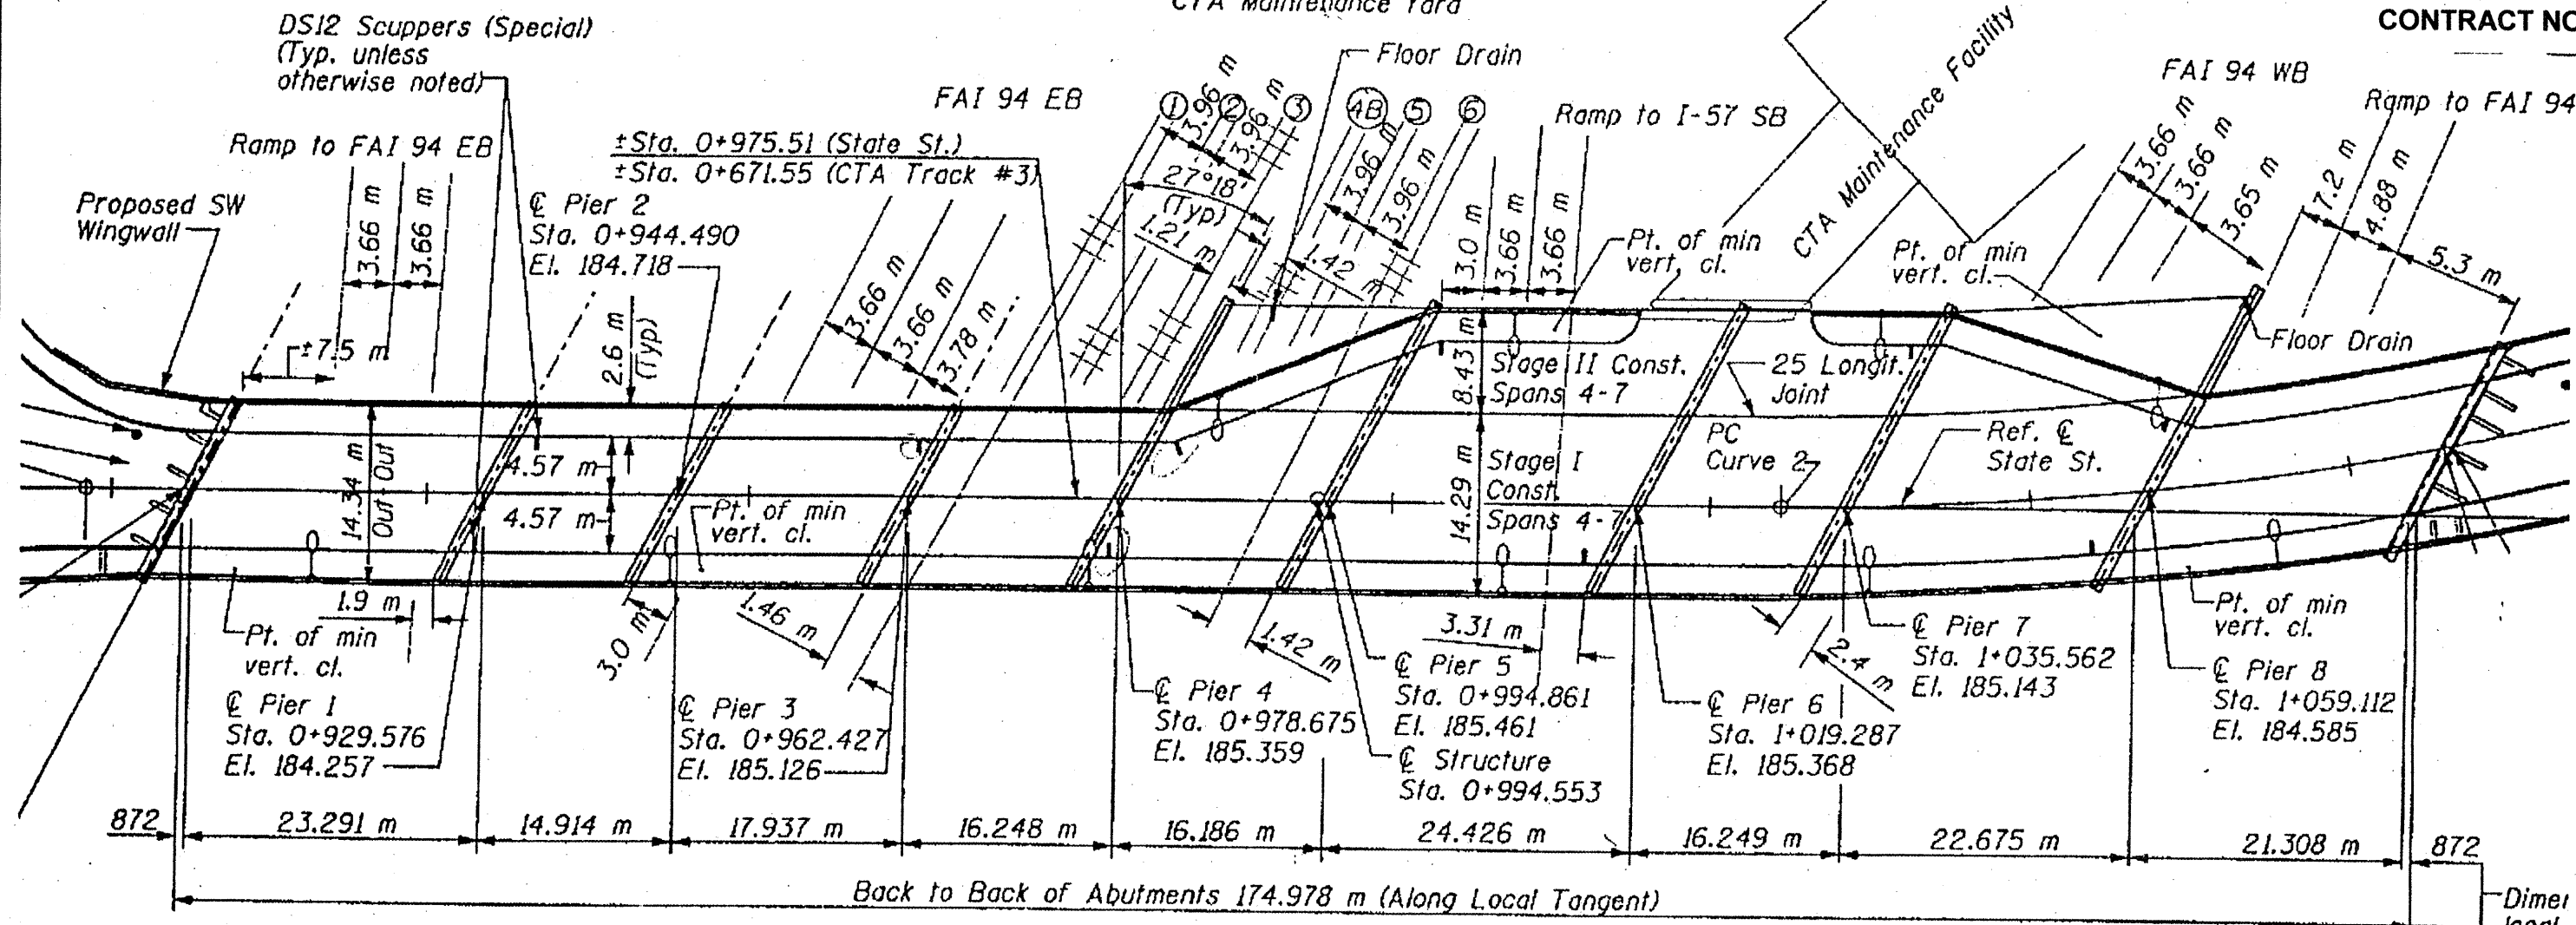 CTA Maintenance Yard
CONTRACT NO
DS12 Scuppers (Special)
(Typ. unless
otherwise noted)
Floor Drain
CTA Maintenance Facility
FAI 94 WB
Ramp to FAI 94
FAI 94 EB
1
2
3
4B
5
6
3.96 m
3.96 m
3.96 m
3.96 m
Ramp to I-57 SB
Ramp to FAI 94 EB
±Sta. 0+975.51 (State St.)
±Sta. 0+671.55 (CTA Track #3)
27°18'
(Typ)
1.21 m
1.42 m
3.0 m
3.66 m
3.66 m
3.66 m
3.66 m
3.65 m
7.2 m
4.88 m
5.3 m
Proposed SW
Wingwall
3.66 m
3.66 m
℄ Pier 2
Sta. 0+944.490
El. 184.718
Pt. of min
vert. cl.
CTA Maintenance Facility
Pt. of min
vert. cl.
3.66 m
3.66 m
3.78 m
±7.5 m
2.6 m
(Typ)
Floor Drain
8.43 m
Stage II Const.
Spans 4-7
25 Longit.
Joint
14.34 m
Out-Out
4.57 m
4.57 m
Pt. of min
vert. cl.
14.29 m
Stage I
Const.
Spans 4-7
PC
Curve 2
Ref. ℄
State St.
1.9 m
Pt. of min
vert. cl.
3.0 m
1.46 m
1.42 m
3.31 m
2.4 m
Pt. of min
vert. cl.
℄ Pier 1
Sta. 0+929.576
El. 184.257
℄ Pier 3
Sta. 0+962.427
El. 185.126
℄ Pier 4
Sta. 0+978.675
El. 185.359
℄ Pier 5
Sta. 0+994.861
El. 185.461
℄ Structure
Sta. 0+994.553
℄ Pier 6
Sta. 1+019.287
El. 185.368
℄ Pier 7
Sta. 1+035.562
El. 185.143
℄ Pier 8
Sta. 1+059.112
El. 184.585
872
23.291 m
14.914 m
17.937 m
16.248 m
16.186 m
24.426 m
16.249 m
22.675 m
21.308 m
872
Back to Back of Abutments 174.978 m (Along Local Tangent)
Dimer